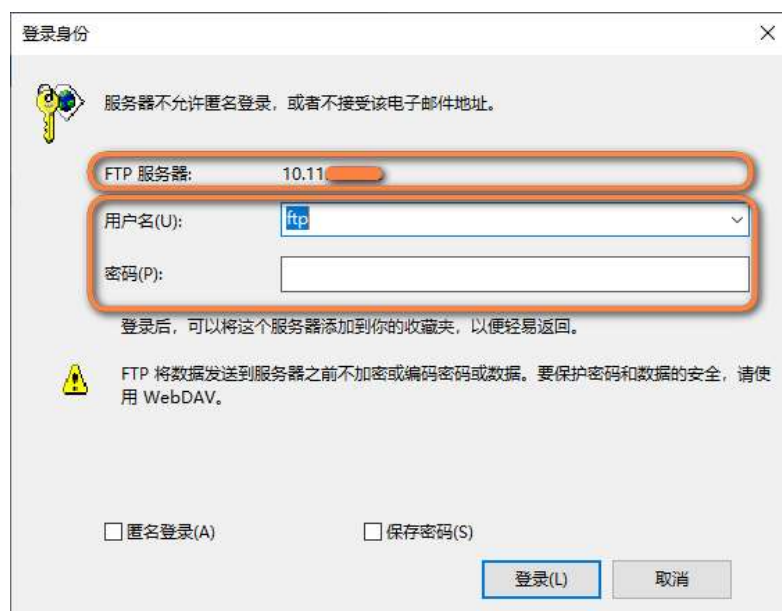 登录身份
服务器不允许匿名登录，或者不接受该电子邮件地址。
FTP 服务器: 10.11
用户名(U): ftp
密码(P):
登录后，可以将这个服务器添加到你的收藏夹，以便轻易返回。
FTP 将数据发送到服务器之前不加密或编码密码或数据。要保护密码和数据的安全，请使
用 WebDAV。
匿名登录(A) 保存密码(S)
登录(L) 取消